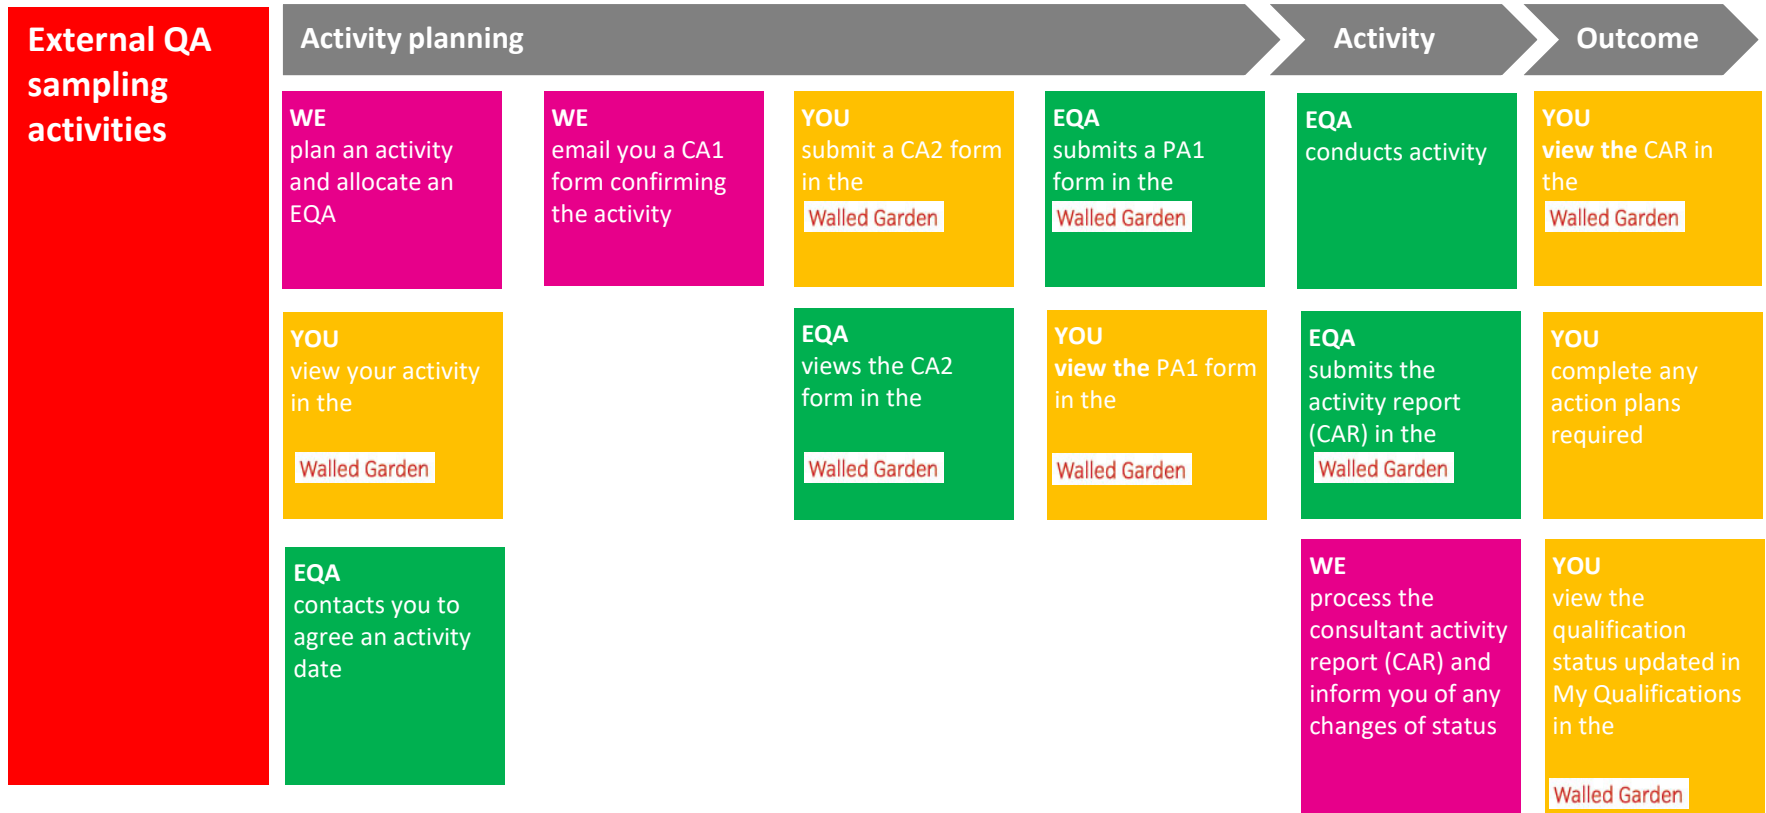 External QA
sampling
activities
Activity planning
Activity
Outcome
WE
plan an activity
and allocate an
EQA
YOU
view your activity
in the
Walled Garden
EQA
contacts you to
agree an activity
date
WE
email you a CA1
form confirming
the activity
YOU
submit a CA2 form
in the
Walled Garden
EQA
views the CA2
form in the
Walled Garden
EQA
submits a PA1
form in the
Walled Garden
YOU
view the PA1 form
in the
Walled Garden
EQA
conducts activity
EQA
submits the
activity report
(CAR) in the
Walled Garden
WE
process the
consultant activity
report (CAR) and
inform you of any
changes of status
YOU
view the CAR in
the
Walled Garden
YOU
complete any
action plans
required
YOU
view the
qualification
status updated in
My Qualifications
in the
Walled Garden